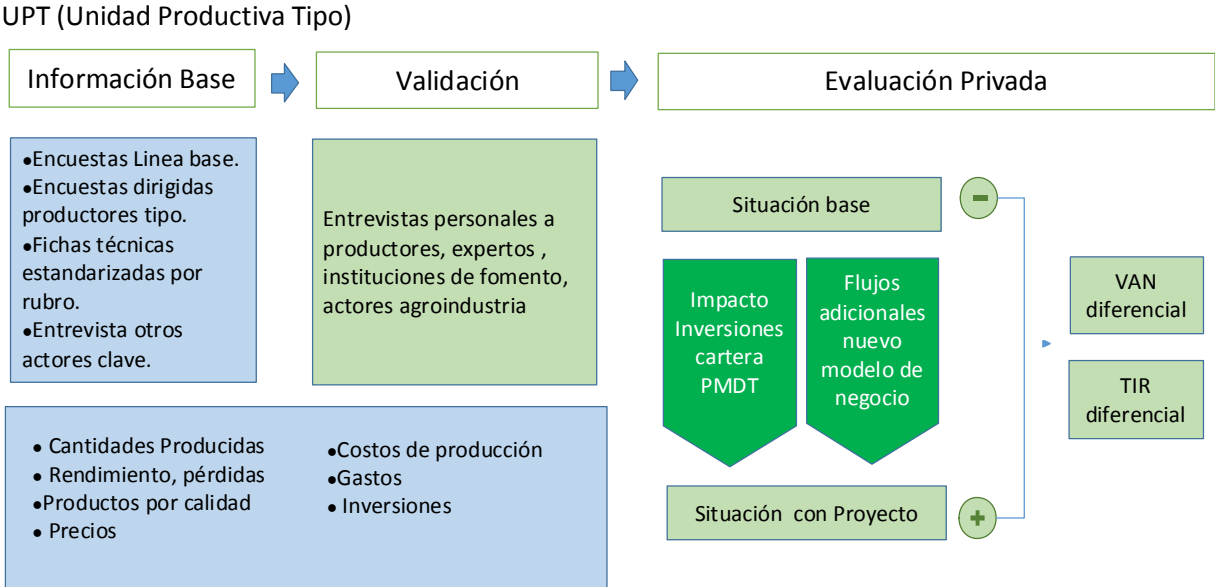 UPT (Unidad Productiva Tipo)
Información Base
Validación
Evaluación Privada
●Encuestas Linea base.
●Encuestas dirigidas
productores tipo.
●Fichas técnicas
estandarizadas por
rubro.
●Entrevista otros
actores clave.
Entrevistas personales a
productores, expertos ,
instituciones de fomento,
actores agroindustria
● Cantidades Producidas
● Rendimiento, pérdidas
●Productos por calidad
● Precios
●Costos de producción
●Gastos
● Inversiones
Situación base
-
Impacto
Inversiones
cartera
PMDT
Flujos
adicionales
nuevo
modelo de
negocio
Situación con Proyecto
+
VAN
diferencial
TIR
diferencial